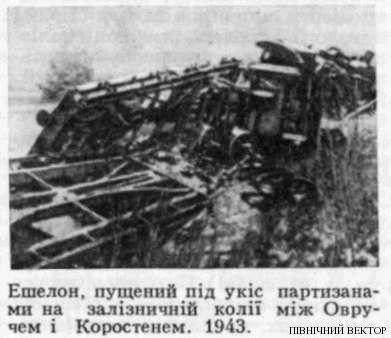 Ешелон, пущений під укіс партизана-
ми на залізничній колії між Овру-
чем і Коростенем. 1943.
ПІВНІЧНИЙ ВЕКТОР